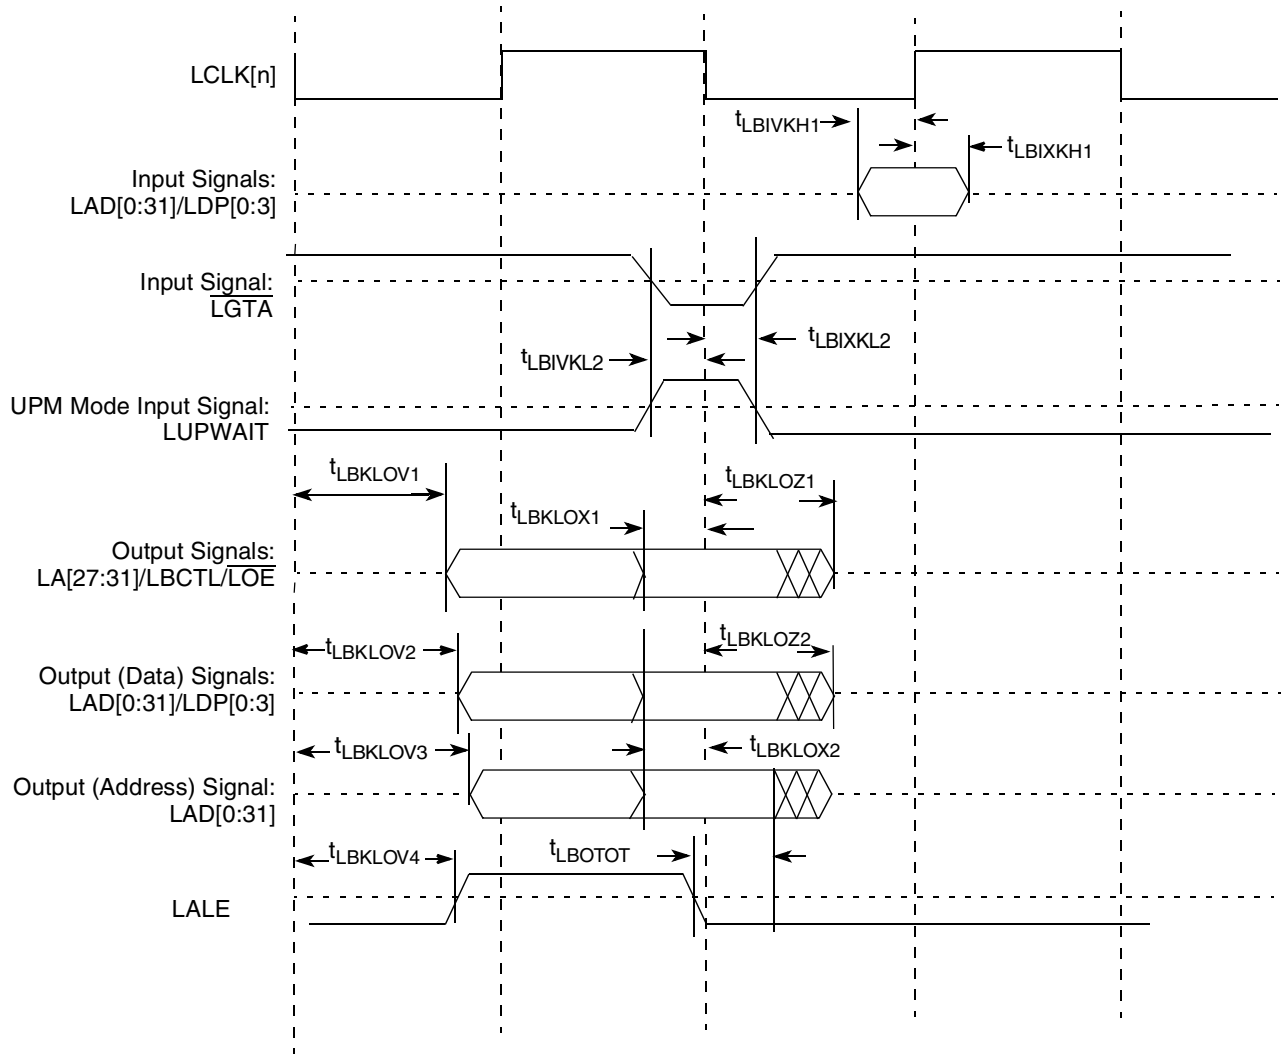 LCLK[n]
tLBIVKH1
tLBIXKH1
Input Signals:
LAD[0:31]/LDP[0:3]
Input Signal:
LGTA
tLBIXKL2
tLBIVKL2
UPM Mode Input Signal:
LUPWAIT
tLBKLOV1
tLBKLOZ1
tLBKLOX1
Output Signals:
LA[27:31]/LBCTL/LOE
tLBKLOV2
tLBKLOZ2
Output (Data) Signals:
LAD[0:31]/LDP[0:3]
tLBKLOV3
tLBKLOX2
Output (Address) Signal:
LAD[0:31]
tLBKLOV4
tLBOTOT
LALE